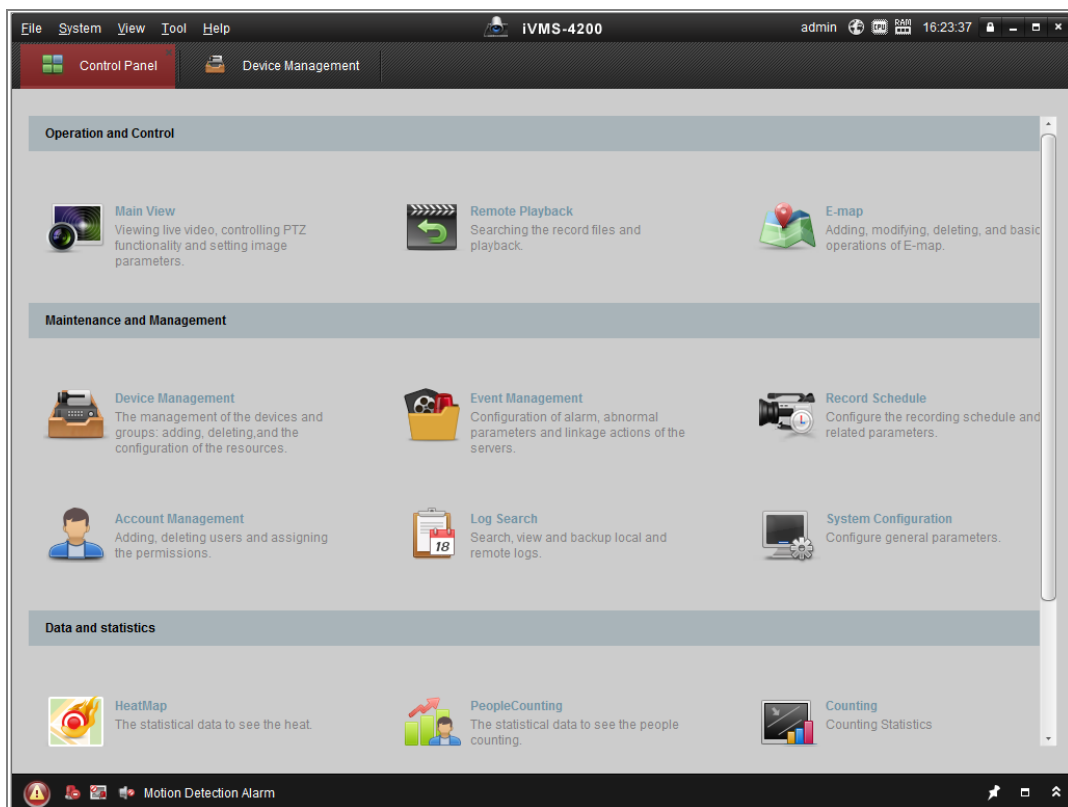 File System View Tool Help iVMS-4200 admin CPU RAM 16:23:37
Control Panel Device Management
Operation and Control
Main View
Viewing live video, controlling PTZ
functionality and setting image
parameters.
Remote Playback
Searching the record files and
playback.
E-map
Adding, modifying, deleting, and basic
operations of E-map.
Maintenance and Management
Device Management
The management of the devices and
groups: adding, deleting,and the
configuration of the resources.
Event Management
Configuration of alarm, abnormal
parameters and linkage actions of the
servers.
Record Schedule
Configure the recording schedule and
related parameters.
Account Management
Adding, deleting users and assigning
the permissions.
18
Log Search
Search, view and backup local and
remote logs.
System Configuration
Configure general parameters.
Data and statistics
HeatMap
The statistical data to see the heat.
PeopleCounting
The statistical data to see the people
counting.
Counting
Counting Statistics
Motion Detection Alarm